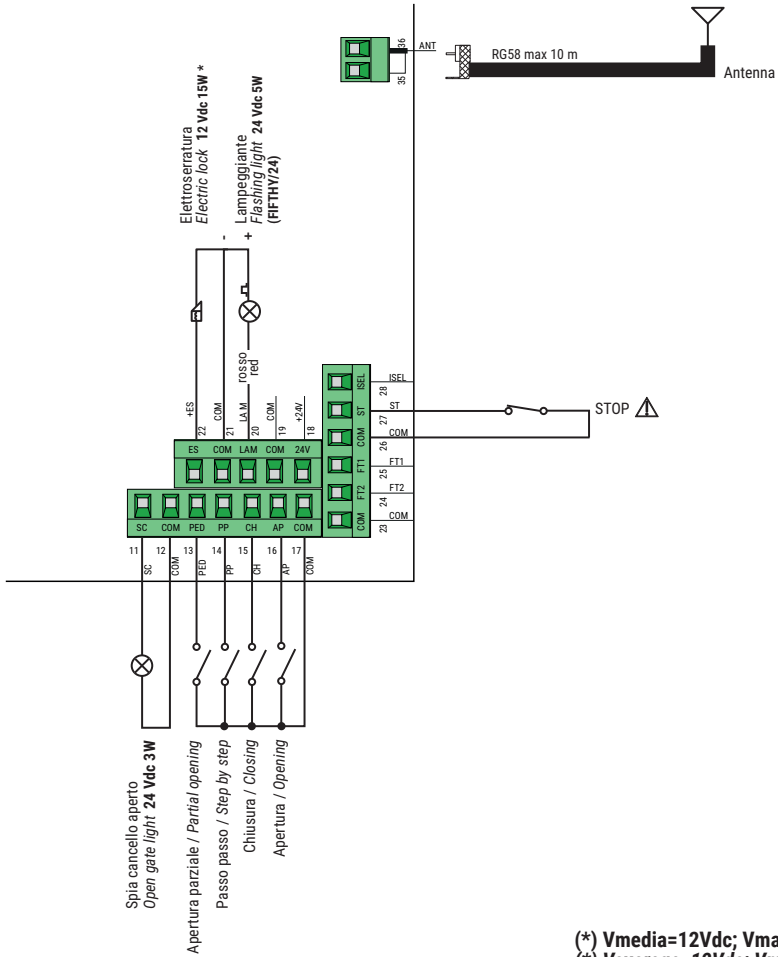 36
ANT
35
RG58 max 10 m
Antenna
Elettroserratura
Electric lock 12 Vdc 15W *
Lampeggiante
Flashing light 24 Vdc 5W
(FIFTHY/24)
-
+
rosso
red
+ES
COM
LAM
COM
+24V
22
21
20
19
18
ES COM LAM COM 24V
ISEL
ISEL
28
ST
ST
27
STOP
COM
COM
26
FT1
FT1
25
FT2
FT2
24
COM
COM
23
SC COM PED PP CH AP COM
11 12 13 14 15 16 17
SC
COM
PED
PP
CH
AP
COM
Spia cancello aperto
Open gate light 24 Vdc 3W
Apertura parziale / Partial opening
Passo passo / Step by step
Chiusura / Closing
Apertura / Opening
(*) Vmedia=12Vdc; Vma